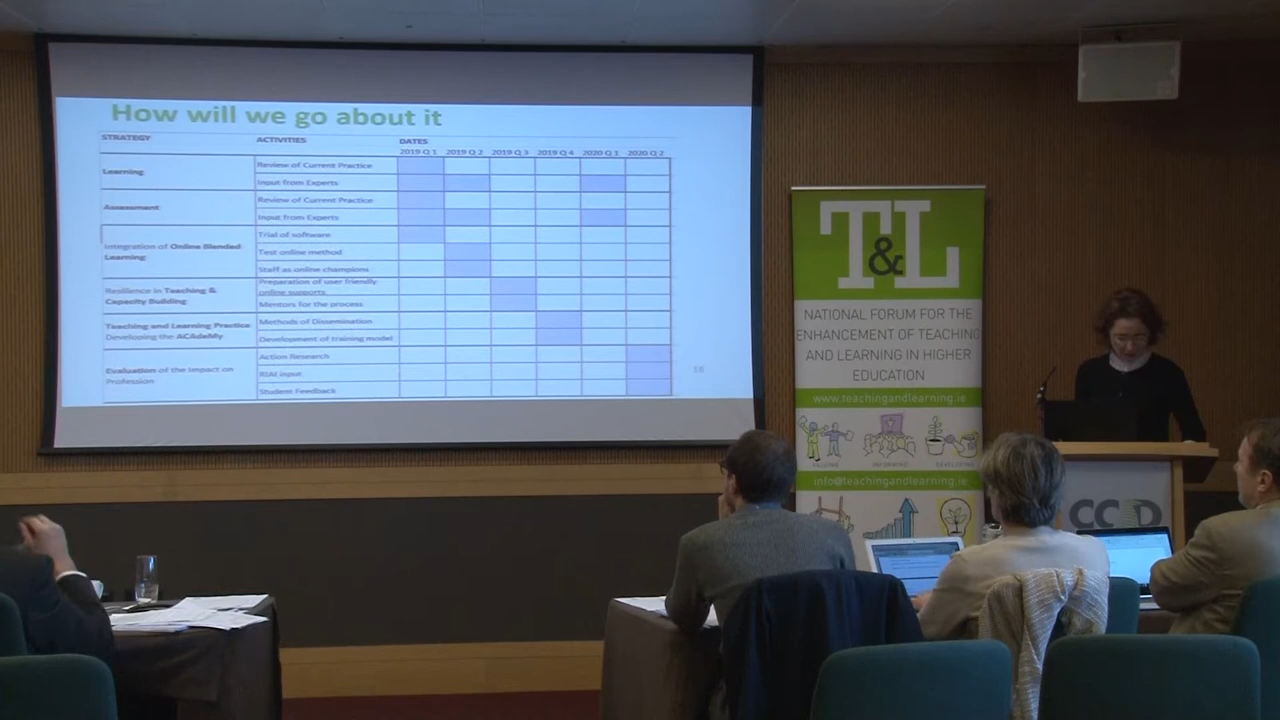 How will we go about it
STRATEGY ACTIVITIES DATES
2019 Q 1 2019 Q 2 2019 Q 3 2019 Q 4 2020 Q 1 2020 Q 2
Learning
Review of Current Practice
Input from Experts
Assessment
Review of Current Practice
Input from Experts
Integration of Online Blended
Learning
Trial of software
Test online method
Staff as online champions
Resilience in Teaching &
Capacity Building
Preparation of user friendly
online supports
Mentors for the process
Teaching and Learning Practice
Developing the ACAdeMy
Methods of Dissemination
Development of training model
Evaluation of the Impact on
Profession
Action Research
RIAI input
Student Feedback
16
T&L
NATIONAL FORUM FOR THE
ENHANCEMENT OF TEACHING
AND LEARNING IN HIGHER
EDUCATION
www.teachingandlearning.ie
VALUING INFORMING DEVELOPING
info@teachingandlearning.ie
CCD